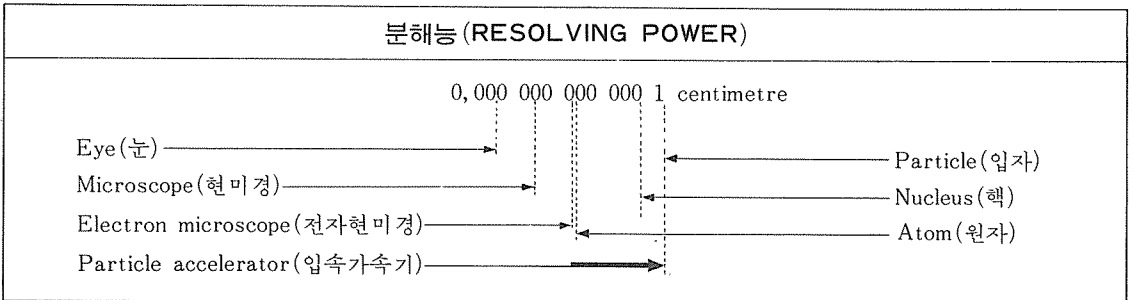 분해능(RESOLVING POWER)
0,000 000 000 000 1 centimetre
Eye(눈)
Particle(입자)
Microscope(현미경)
Nucleus(핵)
Electron microscope(전자현미경)
Atom(원자)
Particle accelerator(입속가속기)